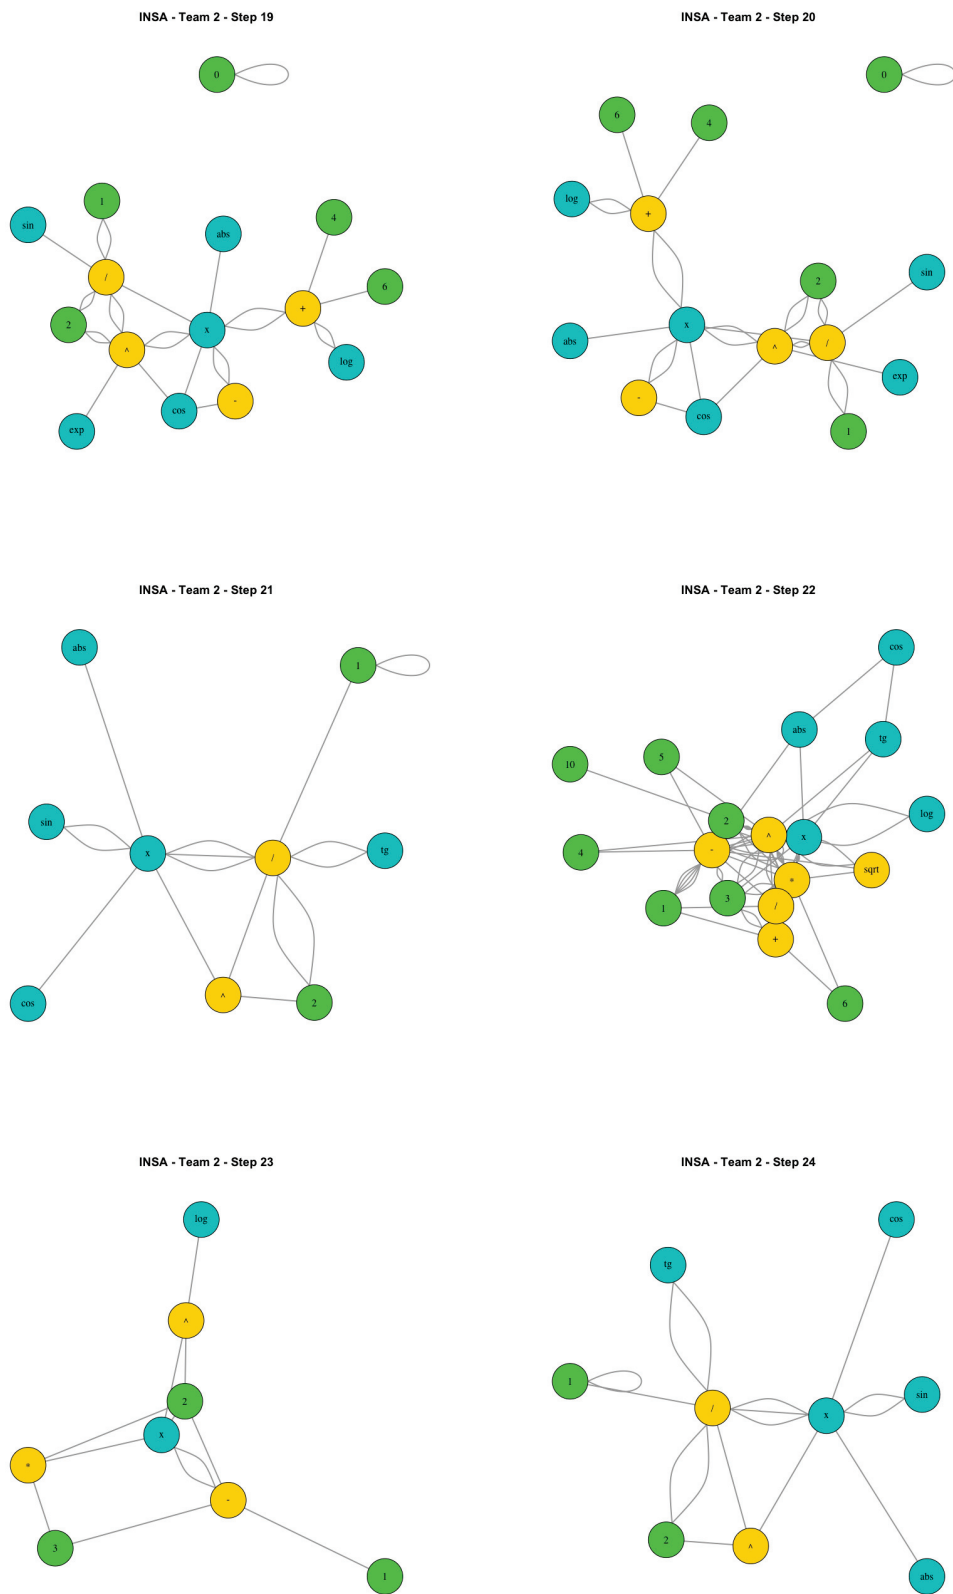 INSA - Team 2 - Step 19
0
1
sin
abs
4
/
6
2
x
+
^
log
-
cos
exp
INSA - Team 2 - Step 20
0
6
4
log
+
2
sin
x
abs
^
/
exp
-
cos
1
INSA - Team 2 - Step 21
abs
1
sin
x
/
tg
^
2
cos
INSA - Team 2 - Step 22
cos
abs
tg
10
5
2
log
^
x
4
-
sqrt
*
3
1
/
+
6
INSA - Team 2 - Step 23
log
^
2
x
*
-
3
1
INSA - Team 2 - Step 24
cos
tg
1
sin
/
x
2
^
abs